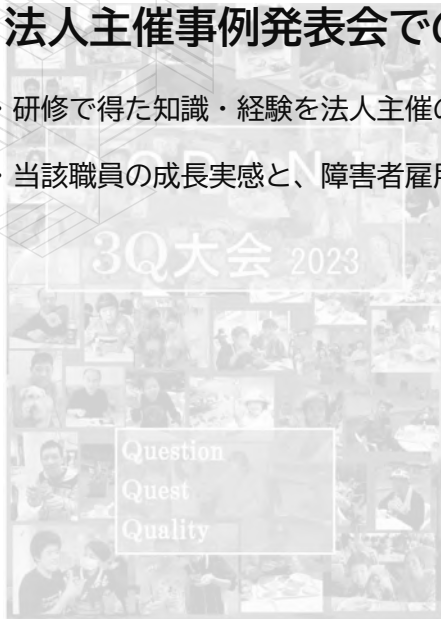 法人主催事例発表会での
・研修で得た知識・経験を法人主催の
・当該職員の成長実感と、障害者雇用
3Q大会 2023
Question
Quest
Quality